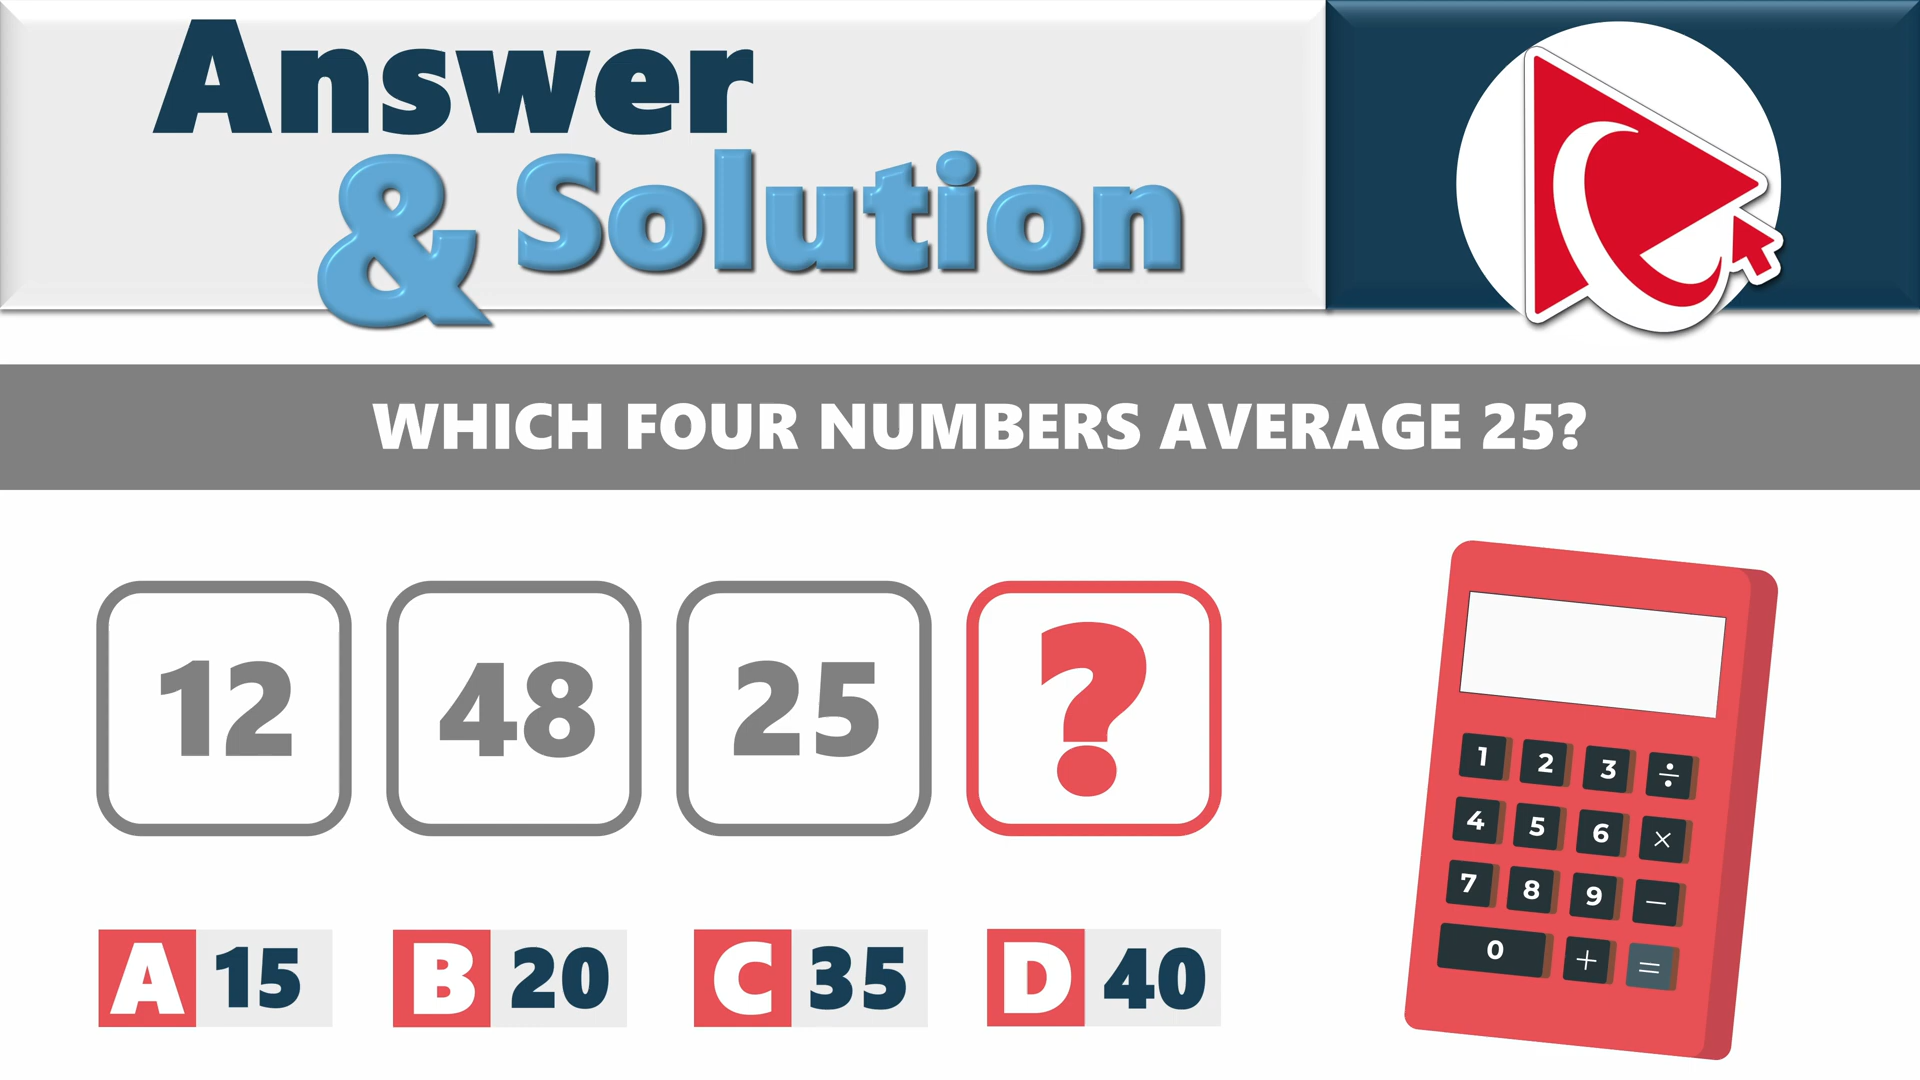 Answer
& Solution
WHICH FOUR NUMBERS AVERAGE 25?
12 48 25 ?
A 15 B 20 C 35 D 40
1 2 3 ÷
4 5 6 ×
7 8 9 −
0 + =